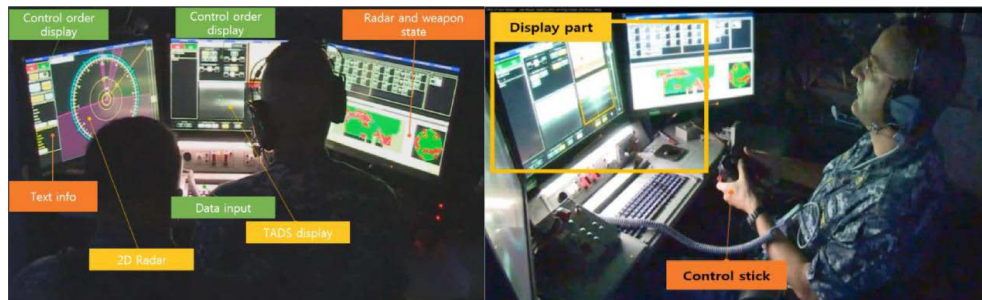 Control order
display
Control order
display
Radar and weapon
state
Text info
Data input
TADS display
2D Radar
Display part
Control stick